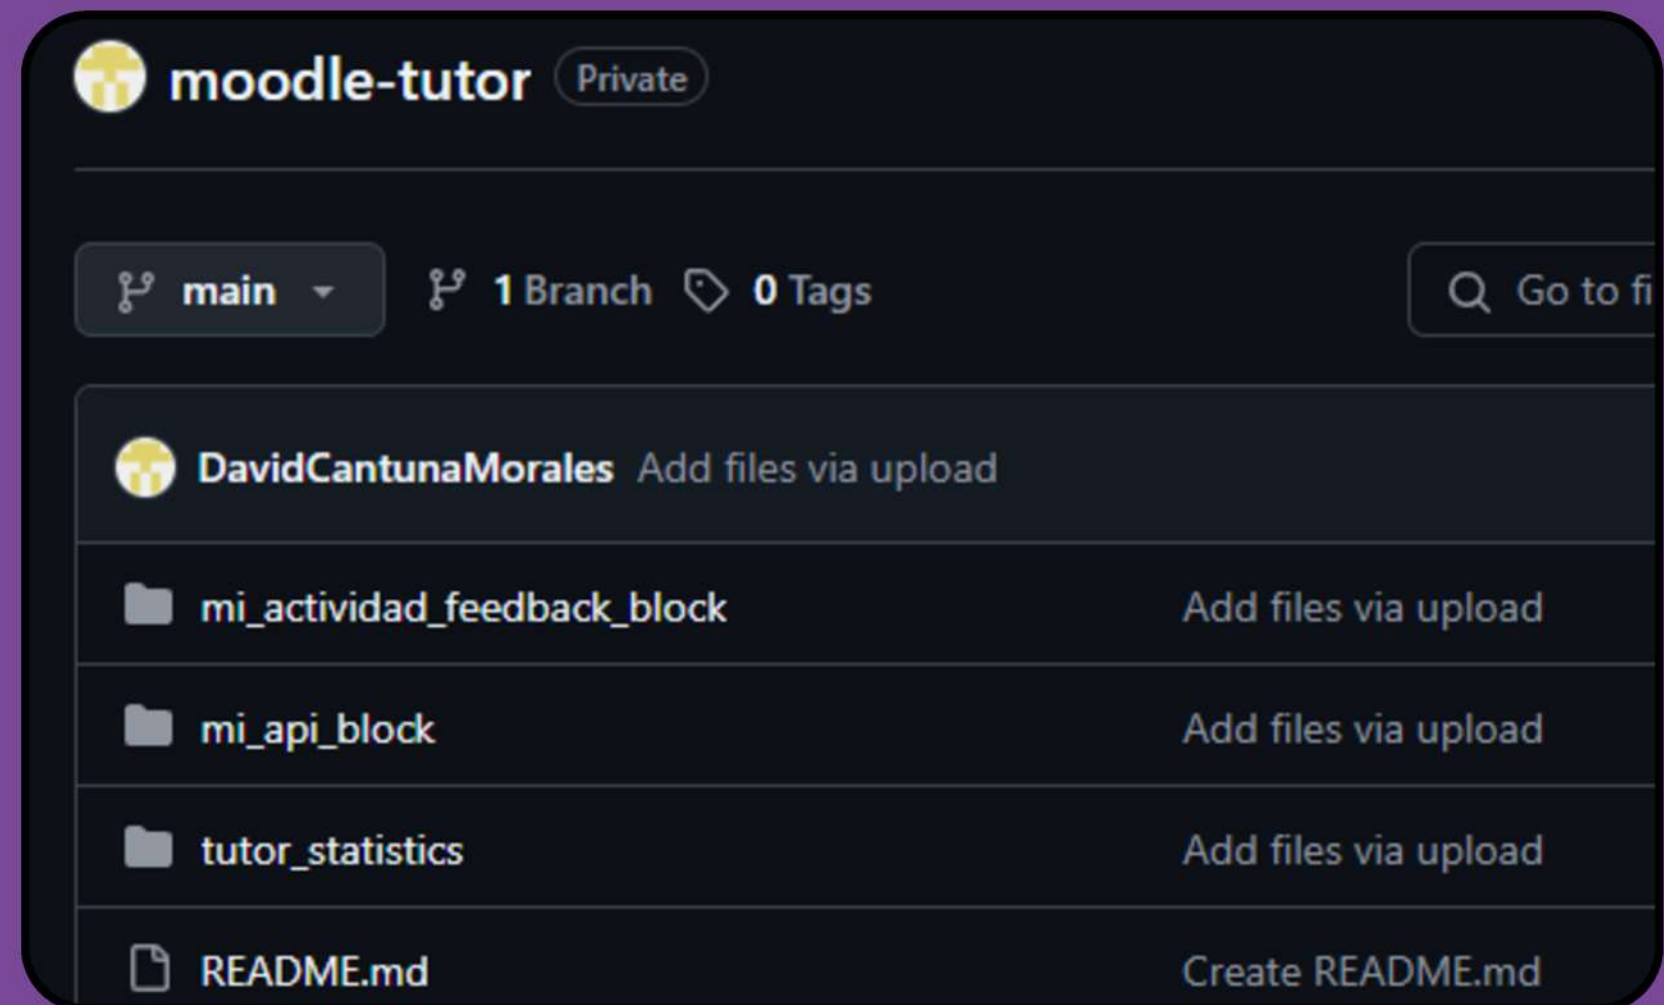 moodle-tutor Private
main 1 Branch 0 Tags Go to fi
DavidCantunaMorales Add files via upload
mi_actividad_feedback_block Add files via upload
mi_api_block Add files via upload
tutor_statistics Add files via upload
README.md Create README.md